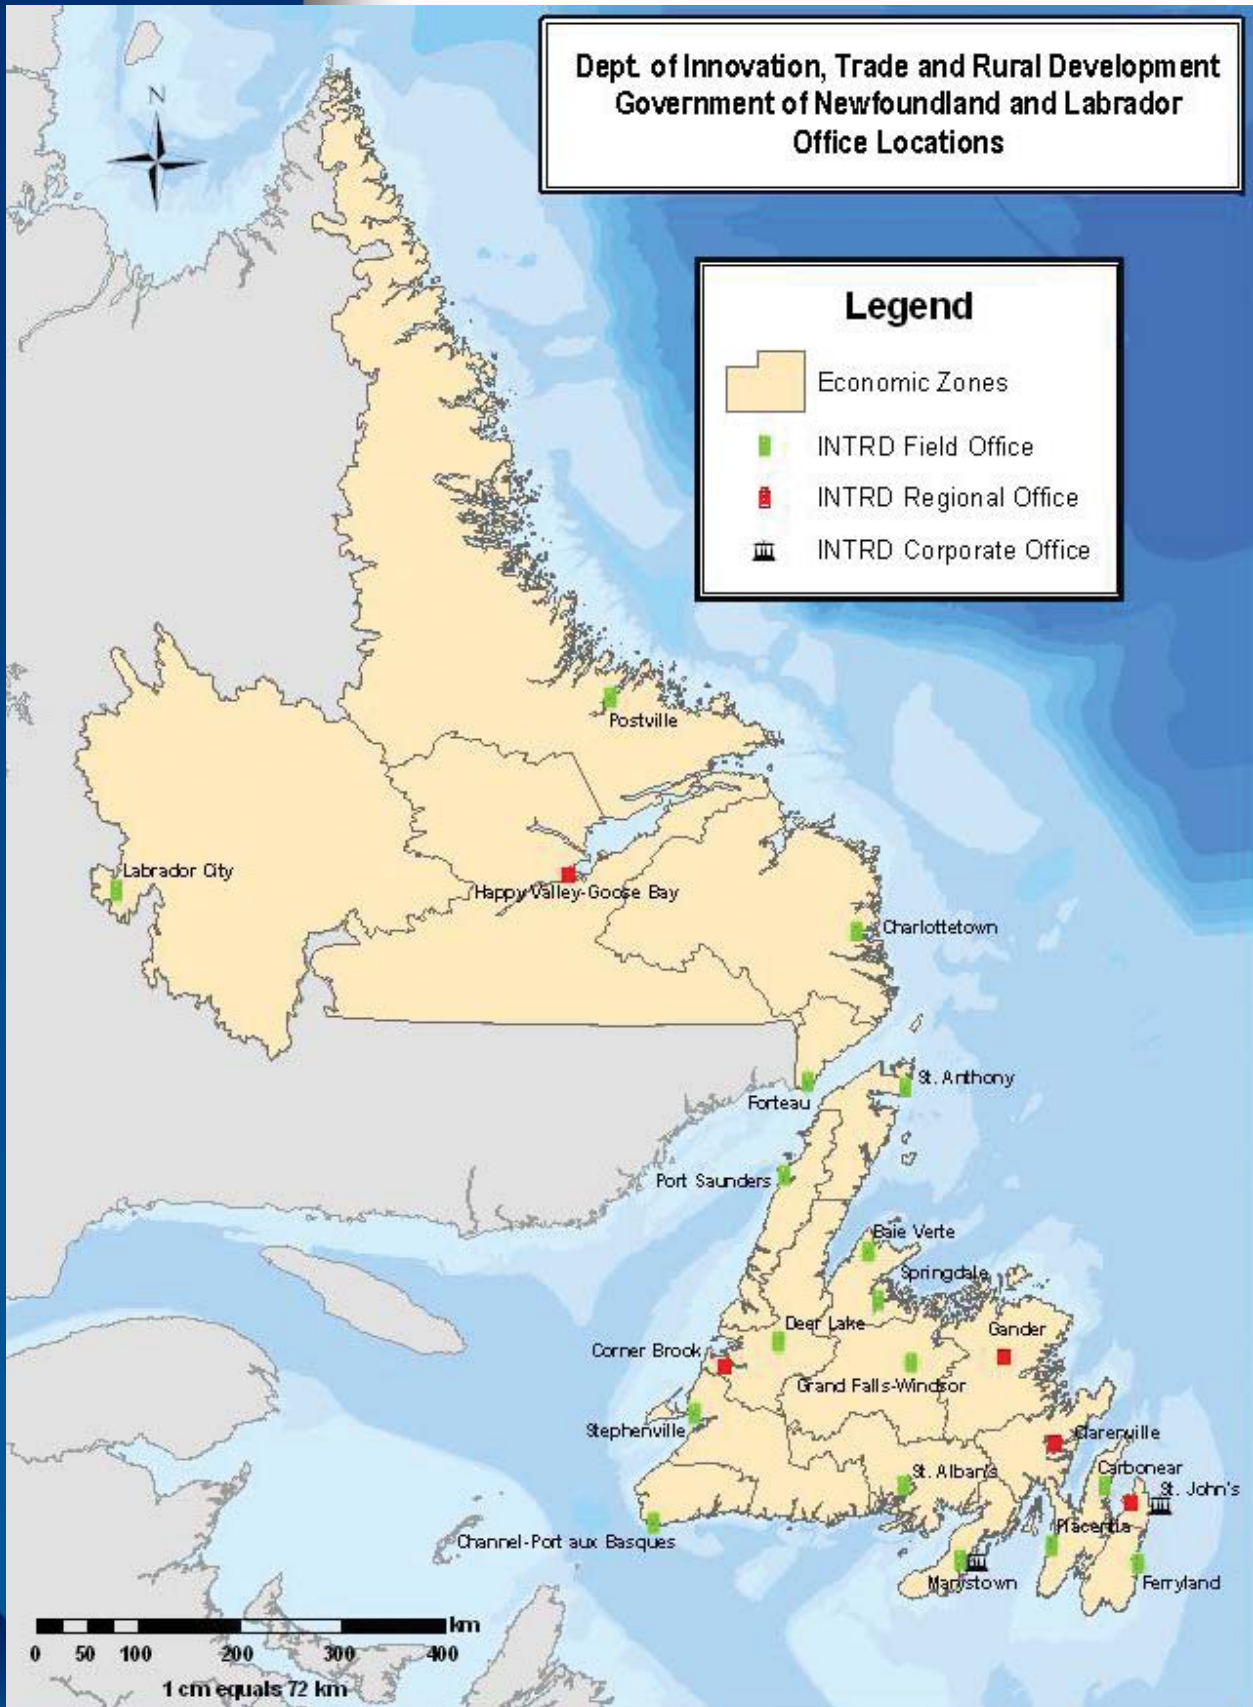 Dept. of Innovation, Trade and Rural Development
Government of Newfoundland and Labrador
Office Locations
N
Legend
Economic Zones
INTRD Field Office
INTRD Regional Office
INTRD Corporate Office
Postville
Labrador City
Happy Valley-Goose Bay
Charlottetown
St. Anthony
Forteau
Port Saunders
Baie Verte
Springdale
Deer Lake
Gander
Corner Brook
Grand Falls-Windsor
Stephenville
Clarenville
St. Alban's
Carbonear
St. John's
Placentia
Channel-Port aux Basques
Marystown
Ferryland
km
0 50 100 200 300 400
1 cm equals 72 km